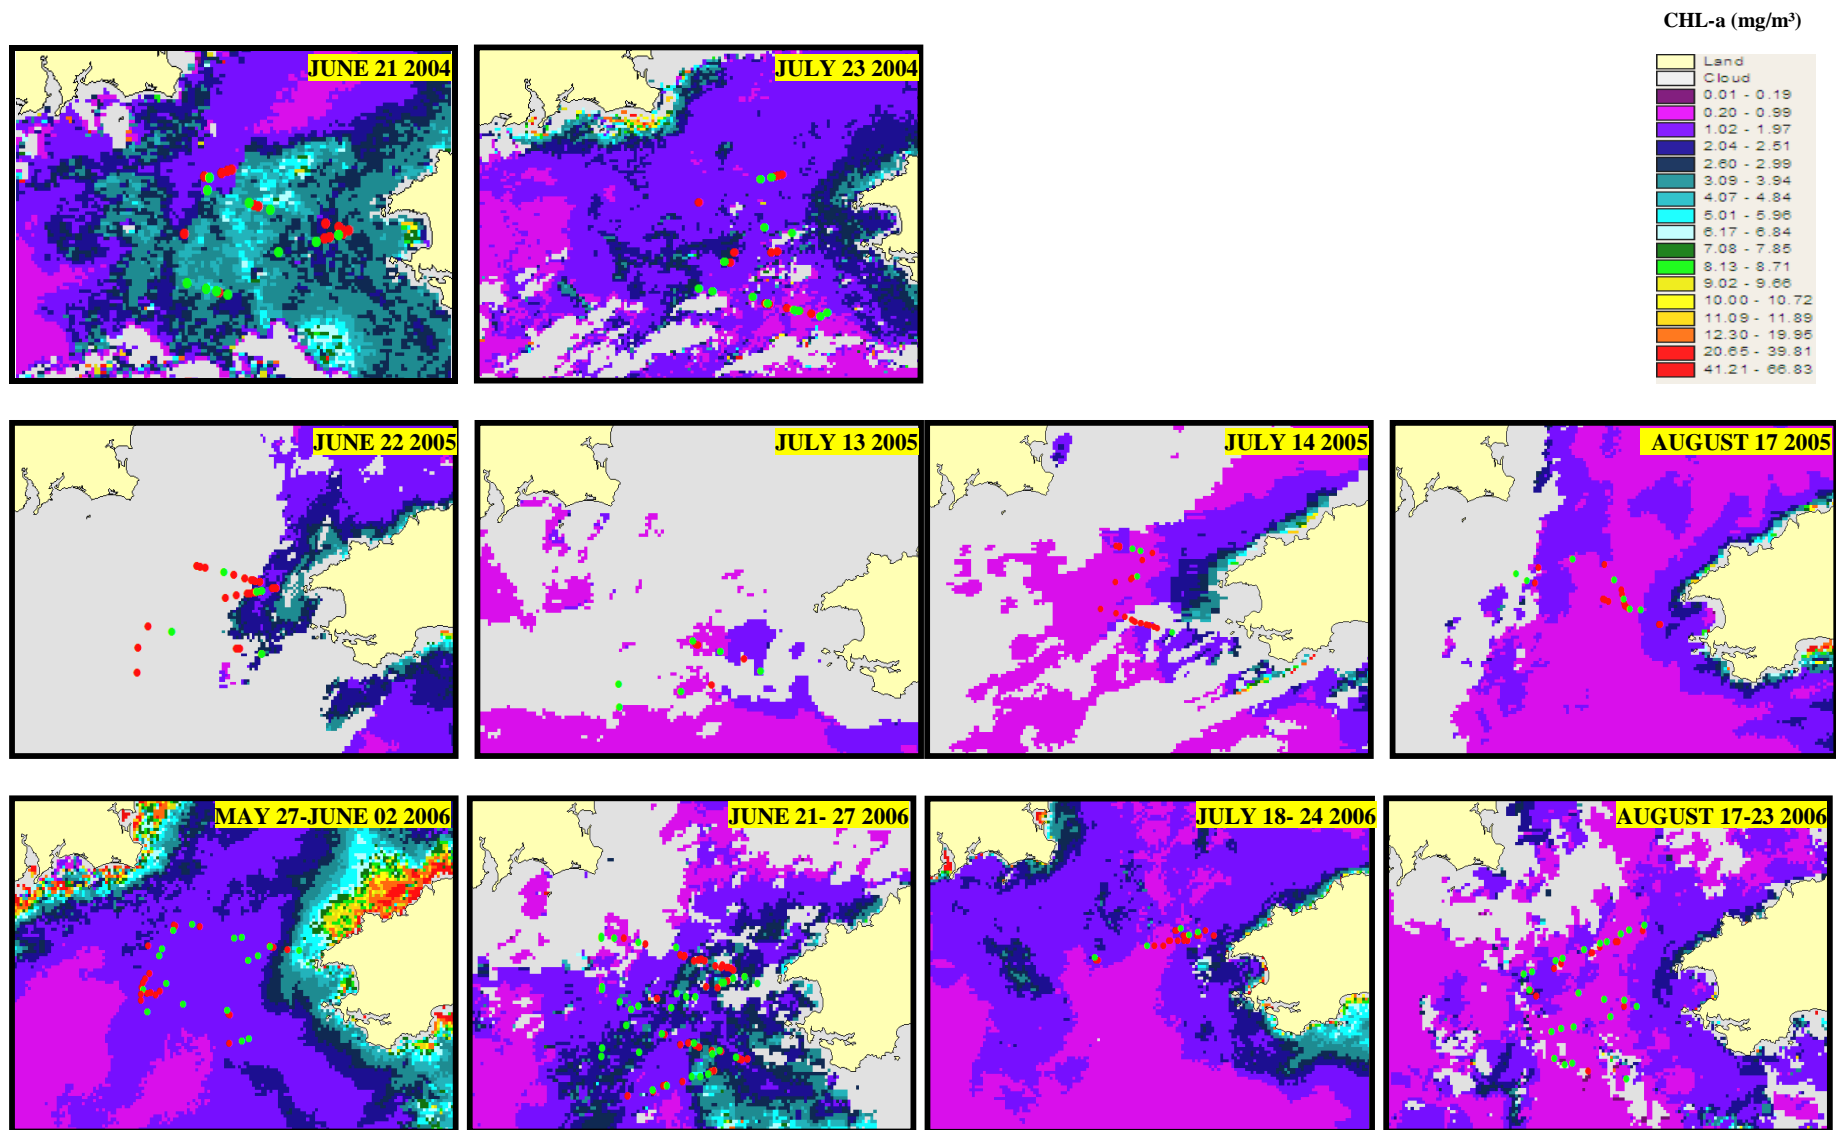 CHL-a (mg/m³)
Land
Cloud
0.01 - 0.19
0.20 - 0.99
1.02 - 1.97
2.04 - 2.51
2.60 - 2.99
3.09 - 3.94
4.07 - 4.84
5.01 - 5.96
6.17 - 6.84
7.08 - 7.85
8.13 - 8.71
9.02 - 9.66
10.00 - 10.72
11.09 - 11.89
12.30 - 19.95
20.65 - 39.81
41.21 - 66.83
JUNE 21 2004
JULY 23 2004
JUNE 22 2005
JULY 13 2005
JULY 14 2005
AUGUST 17 2005
MAY 27-JUNE 02 2006
JUNE 21- 27 2006
JULY 18- 24 2006
AUGUST 17-23 2006